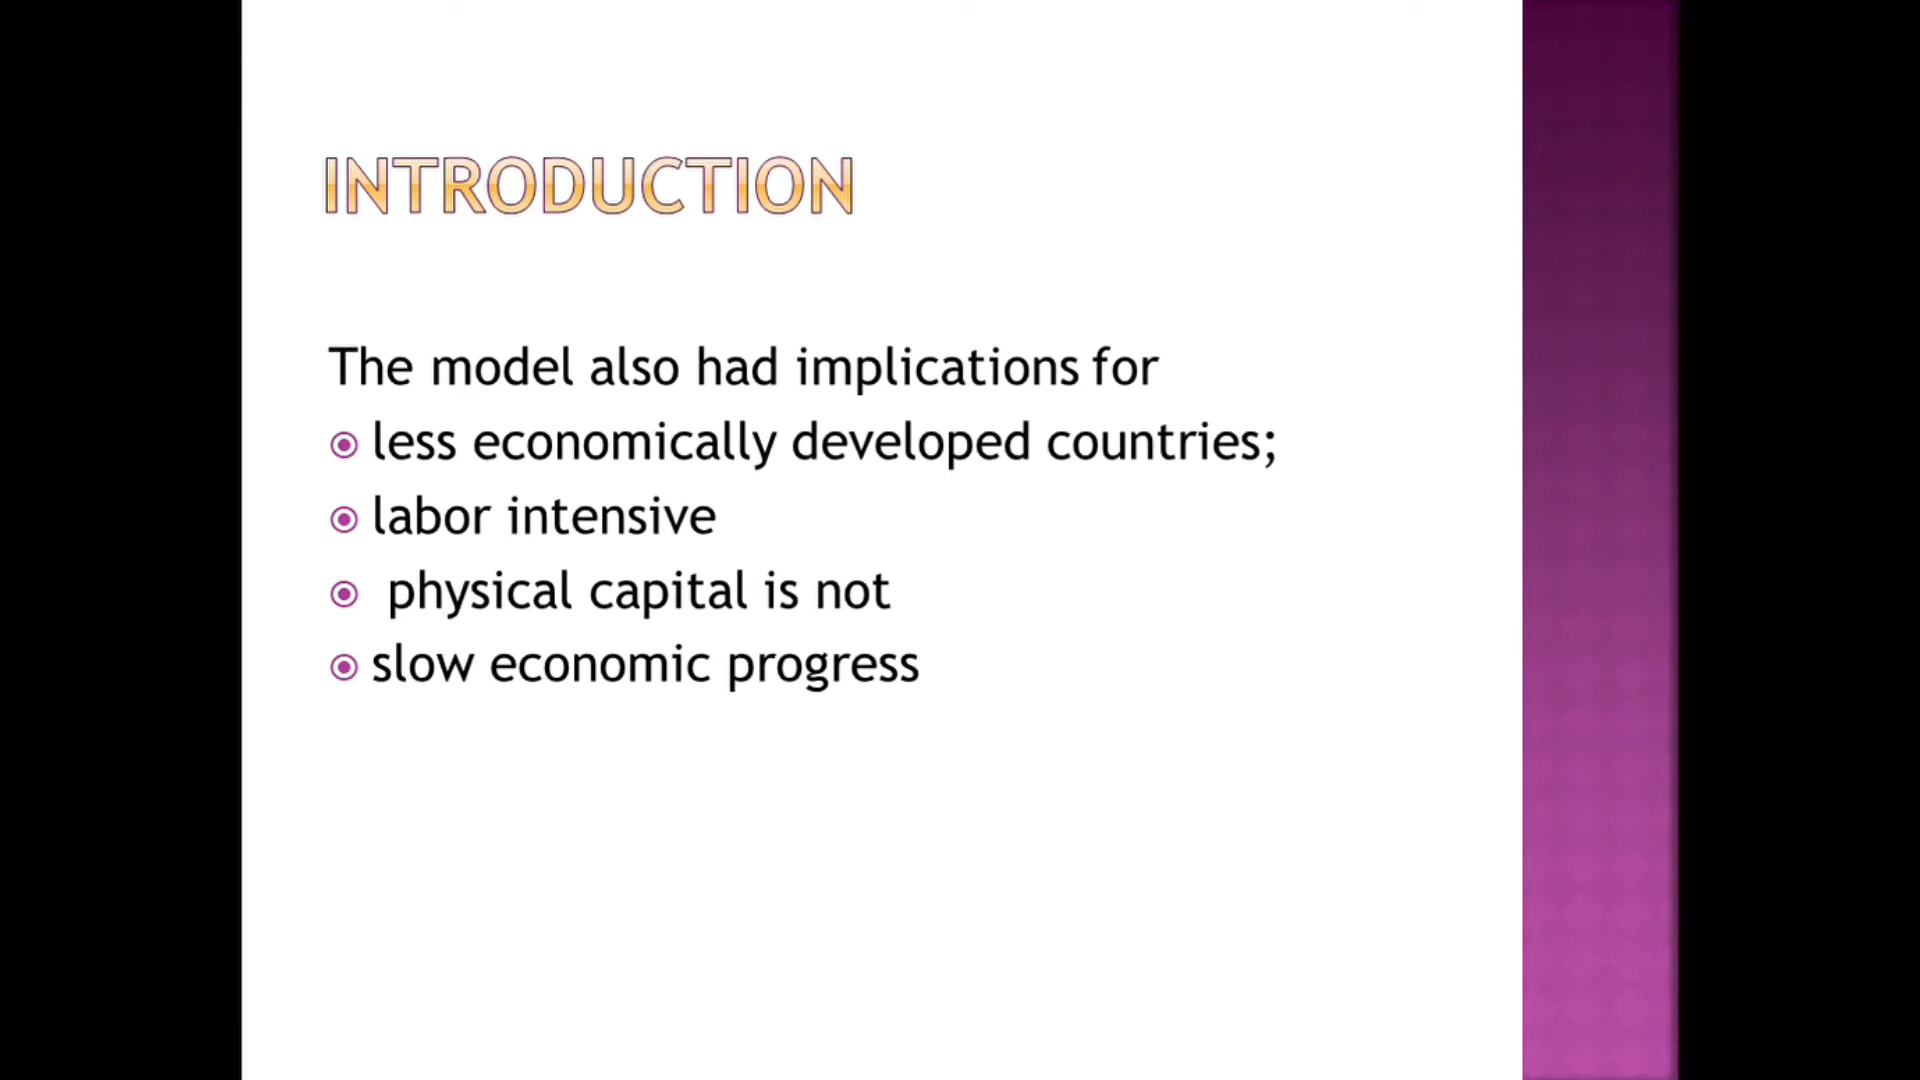 INTRODUCTION
The model also had implications for
less economically developed countries;
labor intensive
physical capital is not
slow economic progress